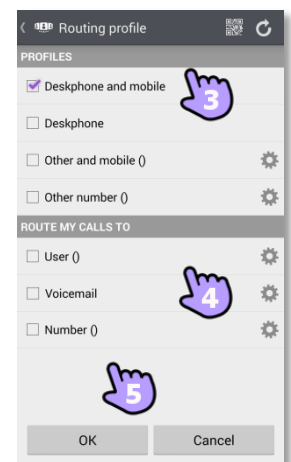 Routing profile
PROFILES
Deskphone and mobile
3
Deskphone
Other and mobile ()
Other number ()
ROUTE MY CALLS TO
User ()
4
Voicemail
Number ()
5
OK Cancel